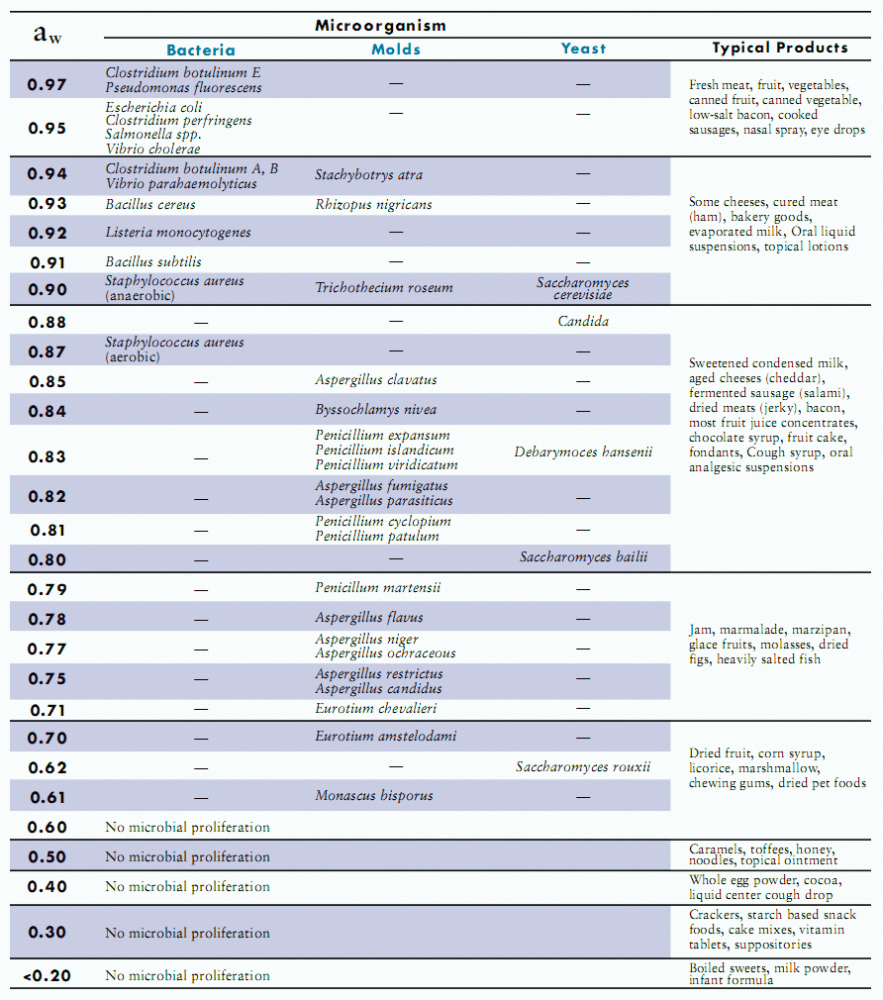 a_w Microorganism
Bacteria Molds Yeast Typical Products
0.97 Clostridium botulinum E
Pseudomonas fluorescens — —
0.95 Escherichia coli
Clostridium perfringens
Salmonella spp.
Vibrio cholerae — —
Fresh meat, fruit, vegetables,
canned fruit, canned vegetable,
low-salt bacon, cooked
sausages, nasal spray, eye drops
0.94 Clostridium botulinum A, B
Vibrio parahaemolyticus Stachybotrys atra —
0.93 Bacillus cereus Rhizopus nigricans —
0.92 Listeria monocytogenes — —
0.91 Bacillus subtilis — —
0.90 Staphylococcus aureus
(anaerobic) Trichothecium roseum Saccharomyces
cerevisiae
Some cheeses, cured meat
(ham), bakery goods,
evaporated milk, Oral liquid
suspensions, topical lotions
0.88 — — Candida
0.87 Staphylococcus aureus
(aerobic) — —
0.85 — Aspergillus clavatus —
0.84 — Byssochlamys nivea —
0.83 — Penicillium expansum
Penicillium islandicum
Penicillium viridicatum Debarymoces hansenii
0.82 — Aspergillus fumigatus
Aspergillus parasiticus —
0.81 — Penicillium cyclopium
Penicillium patulum —
0.80 — — Saccharomyces bailii
Sweetened condensed milk,
aged cheeses (cheddar),
fermented sausage (salami),
dried meats (jerky), bacon,
most fruit juice concentrates,
chocolate syrup, fruit cake,
fondants, Cough syrup, oral
analgesic suspensions
0.79 — Penicillum martensii —
0.78 — Aspergillus flavus —
0.77 — Aspergillus niger
Aspergillus ochraceous —
0.75 — Aspergillus restrictus
Aspergillus candidus —
0.71 — Eurotium chevalieri —
Jam, marmalade, marzipan,
glace fruits, molasses, dried
figs, heavily salted fish
0.70 — Eurotium amstelodami —
0.62 — — Saccharomyces rouxii
0.61 — Monascus bisporus —
0.60 No microbial proliferation
Dried fruit, corn syrup,
licorice, marshmallow,
chewing gums, dried pet foods
0.50 No microbial proliferation
Caramels, toffees, honey,
noodles, topical ointment
0.40 No microbial proliferation
Whole egg powder, cocoa,
liquid center cough drop
0.30 No microbial proliferation
Crackers, starch based snack
foods, cake mixes, vitamin
tablets, suppositories
<0.20 No microbial proliferation
Boiled sweets, milk powder,
infant formula